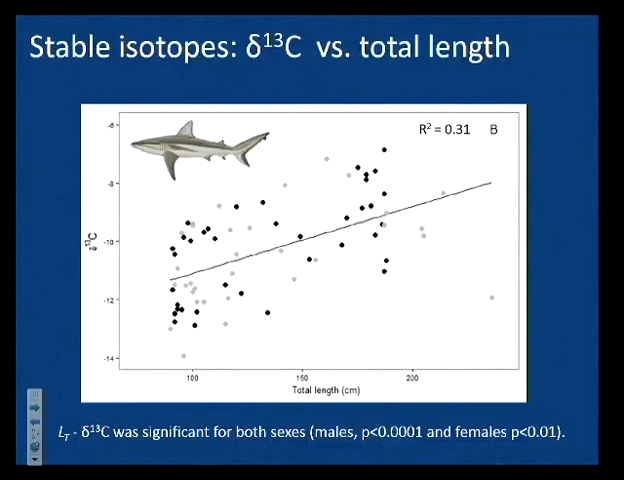 Stable isotopes: δ¹³C vs. total length
R² = 0.31 B
-6
-8
-10
-12
-14
δ¹³C
100 150 200
Total length (cm)
L_T - δ¹³C was significant for both sexes (males, p<0.0001 and females p<0.01).